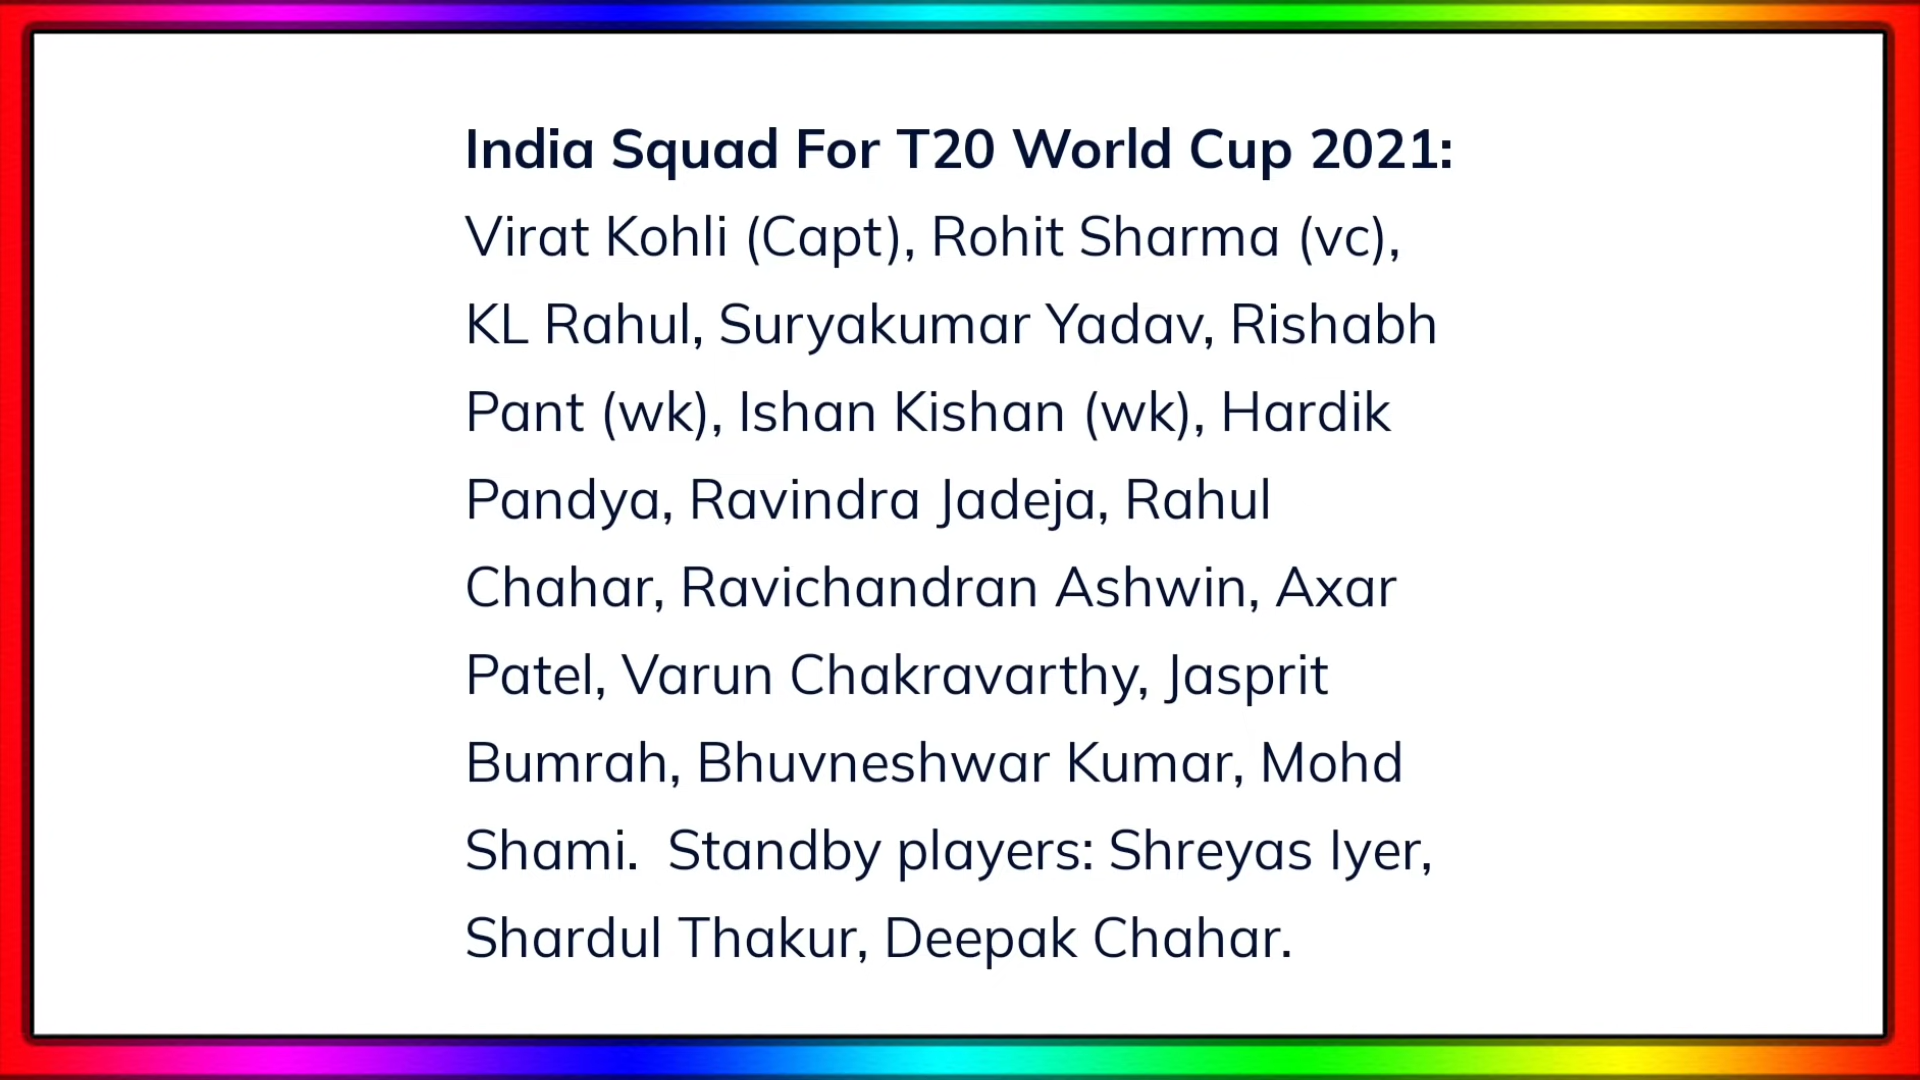 India Squad For T20 World Cup 2021:
Virat Kohli (Capt), Rohit Sharma (vc),
KL Rahul, Suryakumar Yadav, Rishabh
Pant (wk), Ishan Kishan (wk), Hardik
Pandya, Ravindra Jadeja, Rahul
Chahar, Ravichandran Ashwin, Axar
Patel, Varun Chakravarthy, Jasprit
Bumrah, Bhuvneshwar Kumar, Mohd
Shami.  Standby players: Shreyas Iyer,
Shardul Thakur, Deepak Chahar.